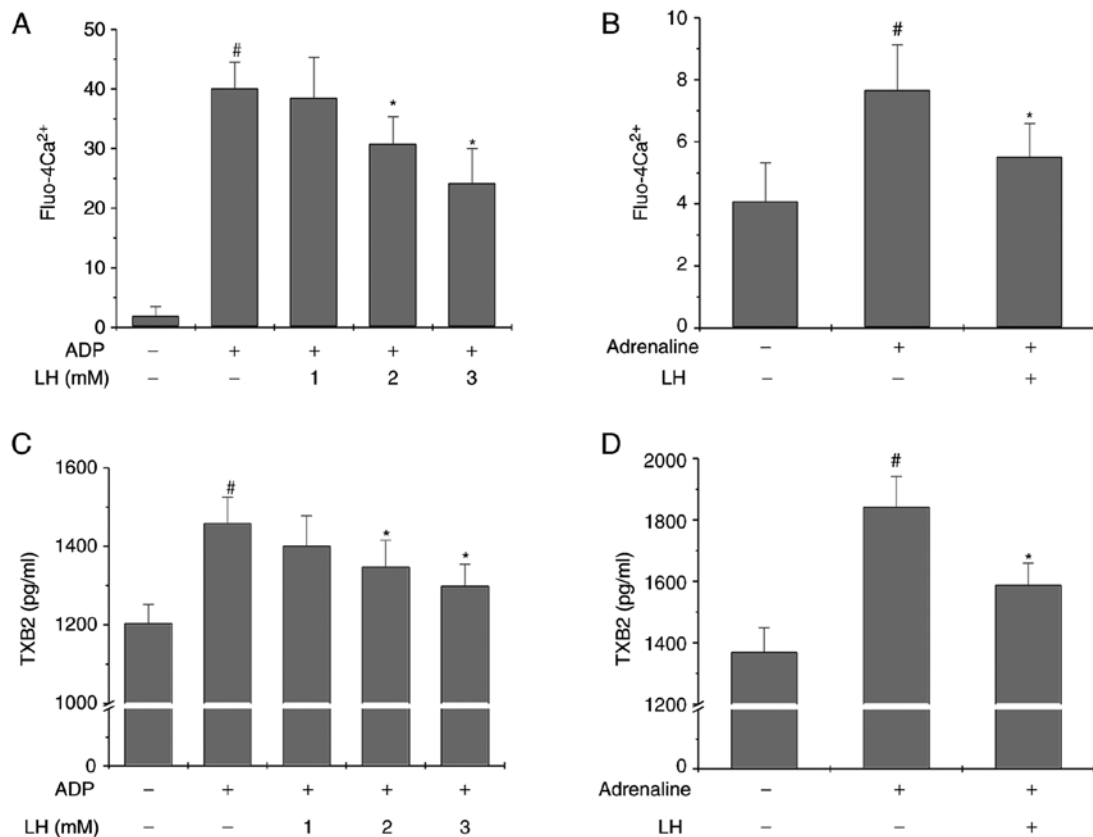 A
Fluo-4Ca²⁺
50
40
30
20
10
0
#
*
*
ADP – + + + +
LH (mM) – – 1 2 3
B
Fluo-4Ca²⁺
10
8
6
4
2
0
#
*
Adrenaline – + +
LH – – +
C
TXB2 (pg/ml)
1600
1400
1200
1000
0
#
*
*
ADP – + + + +
LH (mM) – – 1 2 3
D
TXB2 (pg/ml)
2000
1800
1600
1400
1200
0
#
*
Adrenaline – + +
LH – – +